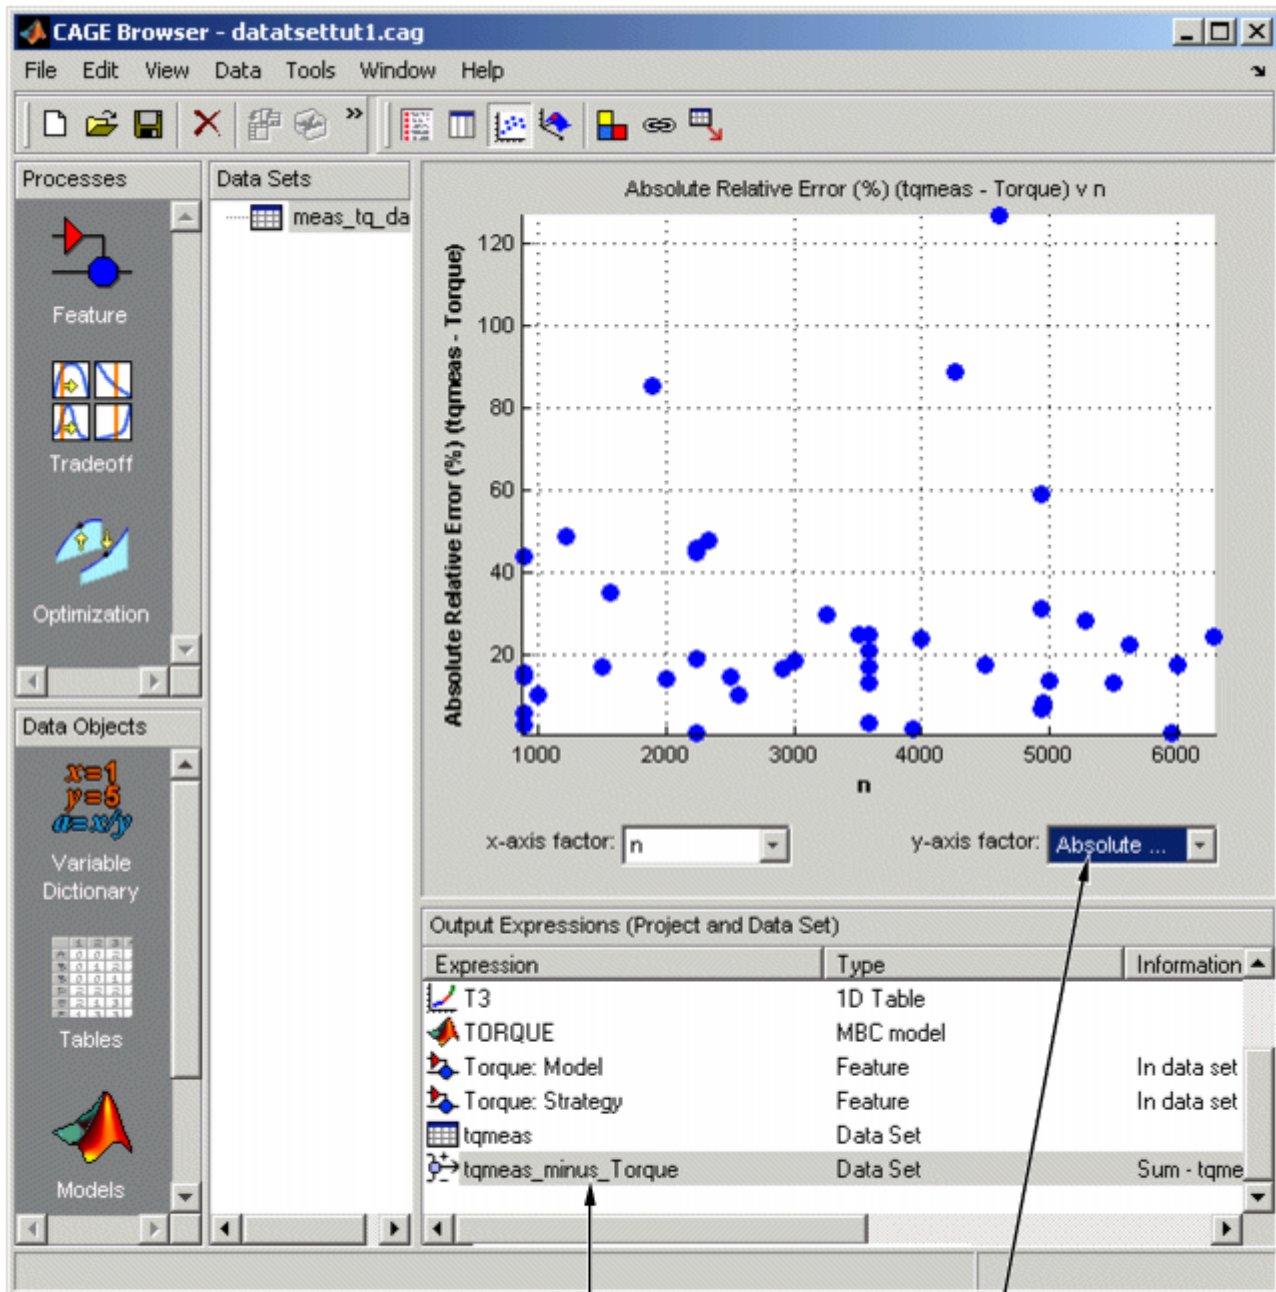 CAGE Browser - datatsettut1.cag
File Edit View Data Tools Window Help
Processes
Feature
Tradeoff
Optimization
Data Objects
x=1
y=5
a=x/y
Variable
Dictionary
Tables
Models
Data Sets
meas_tq_da
Absolute Relative Error (%) (tqmeas - Torque) v n
Absolute Relative Error (%) (tqmeas - Torque)
120
100
80
60
40
20
1000 2000 3000 4000 5000 6000
n
x-axis factor: n
y-axis factor: Absolute ...
Output Expressions (Project and Data Set)
Expression Type Information
T3 1D Table
TORQUE MBC model
Torque: Model Feature In data set
Torque: Strategy Feature In data set
tqmeas Data Set
tqmeas_minus_Torque Data Set Sum - tqme